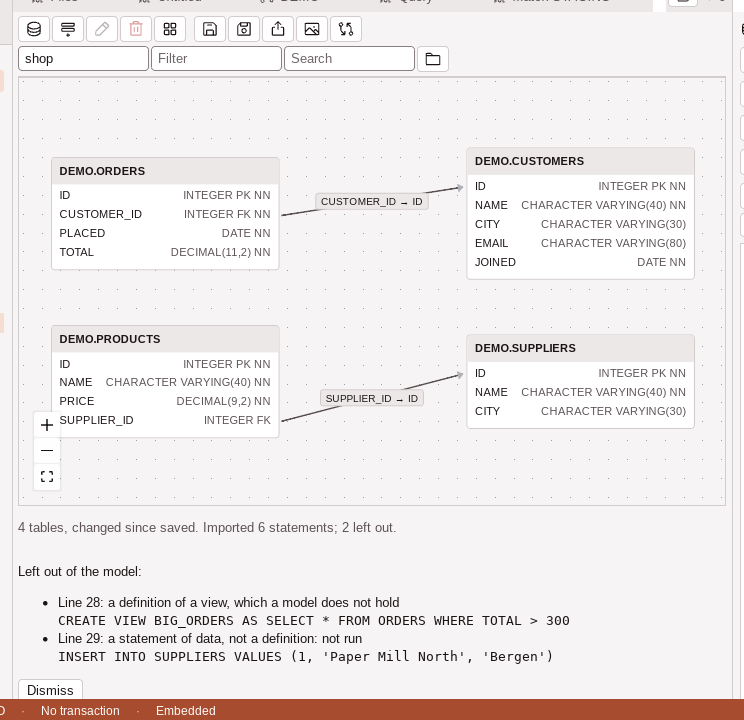 shop
Filter
Search
DEMO.ORDERS
ID INTEGER PK NN
CUSTOMER_ID INTEGER FK NN
PLACED DATE NN
TOTAL DECIMAL(11,2) NN
CUSTOMER_ID → ID
DEMO.CUSTOMERS
ID INTEGER PK NN
NAME CHARACTER VARYING(40) NN
CITY CHARACTER VARYING(30)
EMAIL CHARACTER VARYING(80)
JOINED DATE NN
DEMO.PRODUCTS
ID INTEGER PK NN
NAME CHARACTER VARYING(40) NN
PRICE DECIMAL(9,2) NN
SUPPLIER_ID INTEGER FK
SUPPLIER_ID → ID
DEMO.SUPPLIERS
ID INTEGER PK NN
NAME CHARACTER VARYING(40) NN
CITY CHARACTER VARYING(30)
4 tables, changed since saved. Imported 6 statements; 2 left out.
Left out of the model:
• Line 28: a definition of a view, which a model does not hold
CREATE VIEW BIG_ORDERS AS SELECT * FROM ORDERS WHERE TOTAL > 300
• Line 29: a statement of data, not a definition: not run
INSERT INTO SUPPLIERS VALUES (1, 'Paper Mill North', 'Bergen')
Dismiss
· No transaction · Embedded